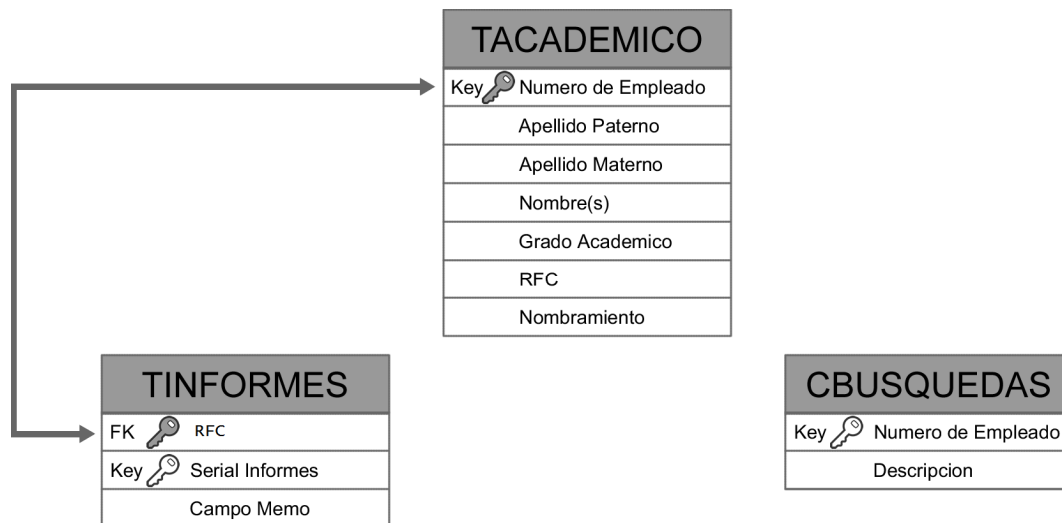 TACADEMICO
Key Numero de Empleado
Apellido Paterno
Apellido Materno
Nombre(s)
Grado Academico
RFC
Nombramiento
TINFORMES
FK RFC
Key Serial Informes
Campo Memo
CBUSQUEDAS
Key Numero de Empleado
Descripcion